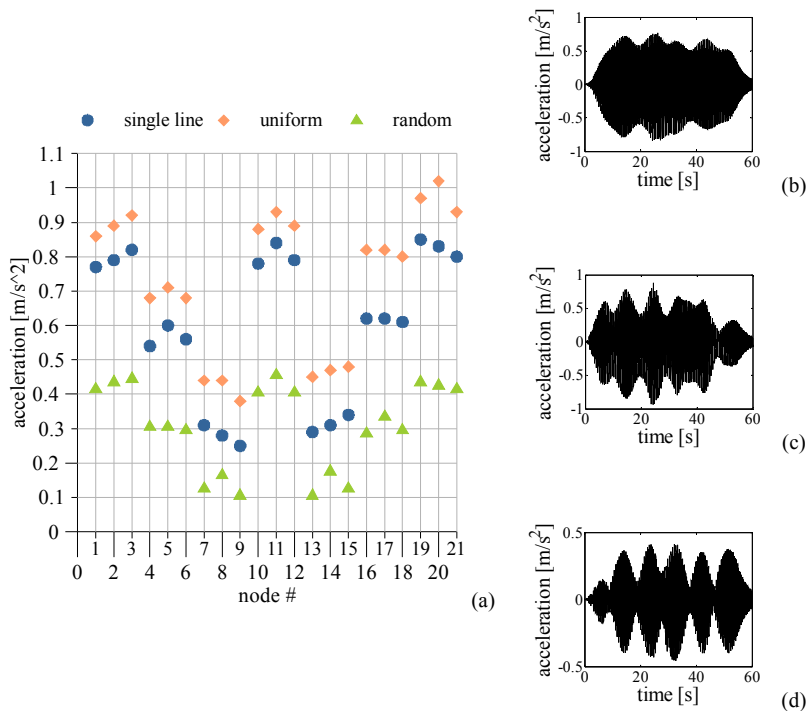 single line uniform random
1.1
1
0.9
0.8
0.7
0.6
0.5
0.4
0.3
0.2
0.1
0
acceleration [m/s^2]
1 3 5 7 9 11 13 15 17 19 21
0 2 4 6 8 10 12 14 16 18 20
node #
(a)
1
0.5
0
-0.5
-1
acceleration [m/s²]
0 20 40 60
time [s]
(b)
1
0.5
0
-0.5
-1
acceleration [m/s²]
0 20 40 60
time [s]
(c)
0.5
0
-0.5
acceleration [m/s²]
0 20 40 60
time [s]
(d)